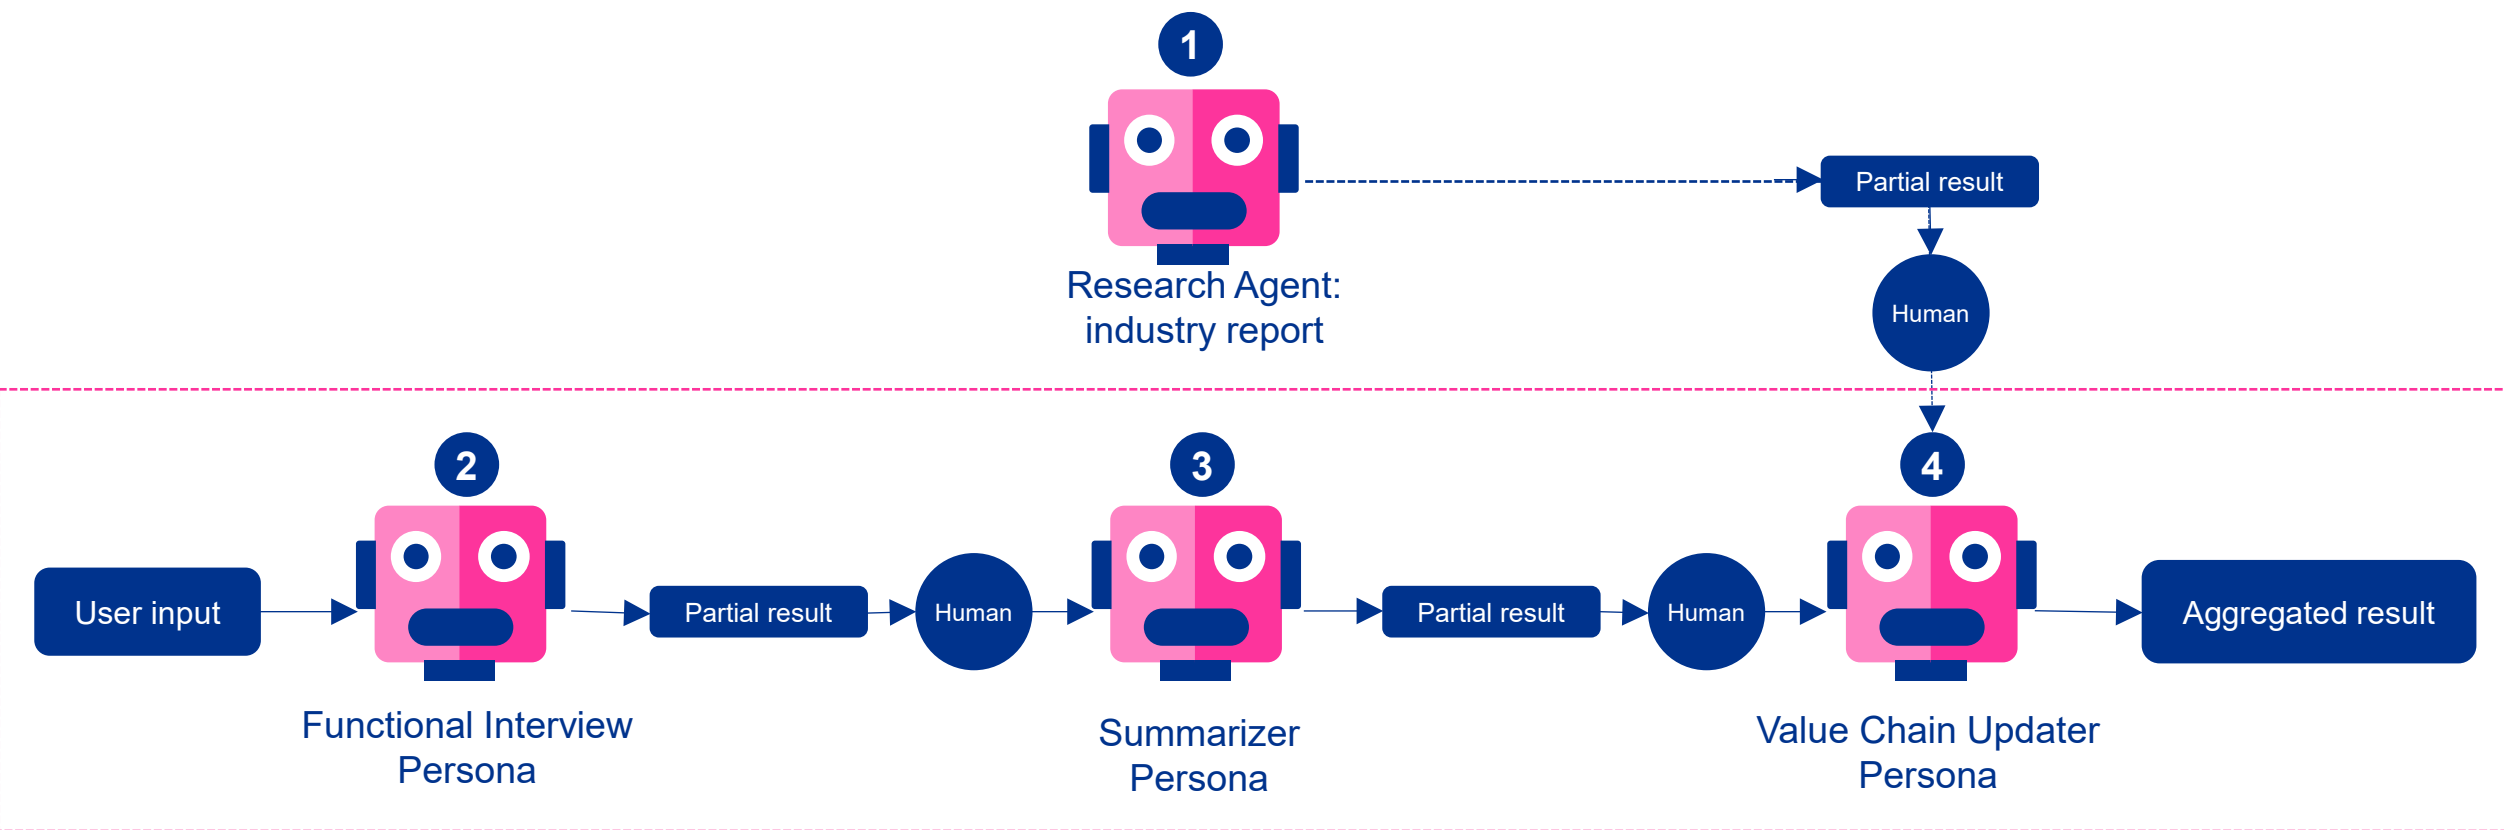 1
Research Agent:
industry report
Partial result
Human
2
3
4
User input
Partial result
Human
Partial result
Human
Aggregated result
Functional Interview
Persona
Summarizer
Persona
Value Chain Updater
Persona